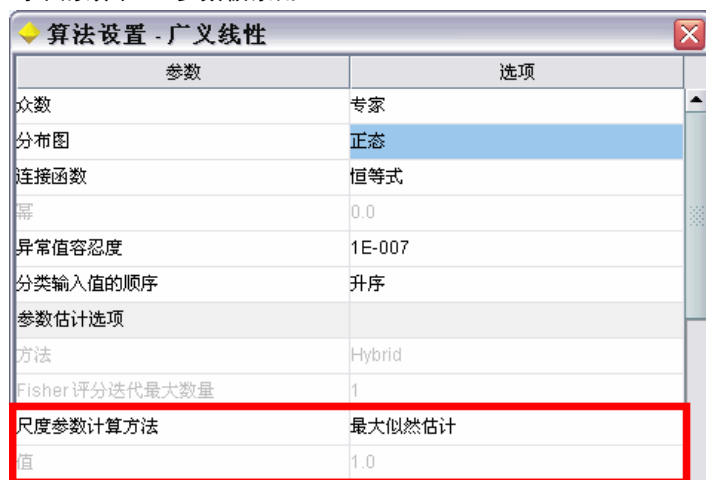 算法设置 - 广义线性
参数 选项
众数 专家
分布图 正态
连接函数 恒等式
幂 0.0
异常值容忍度 1E-007
分类输入值的顺序 升序
参数估计选项
方法 Hybrid
Fisher 评分迭代最大数量 1
尺度参数计算方法 最大似然估计
值 1.0